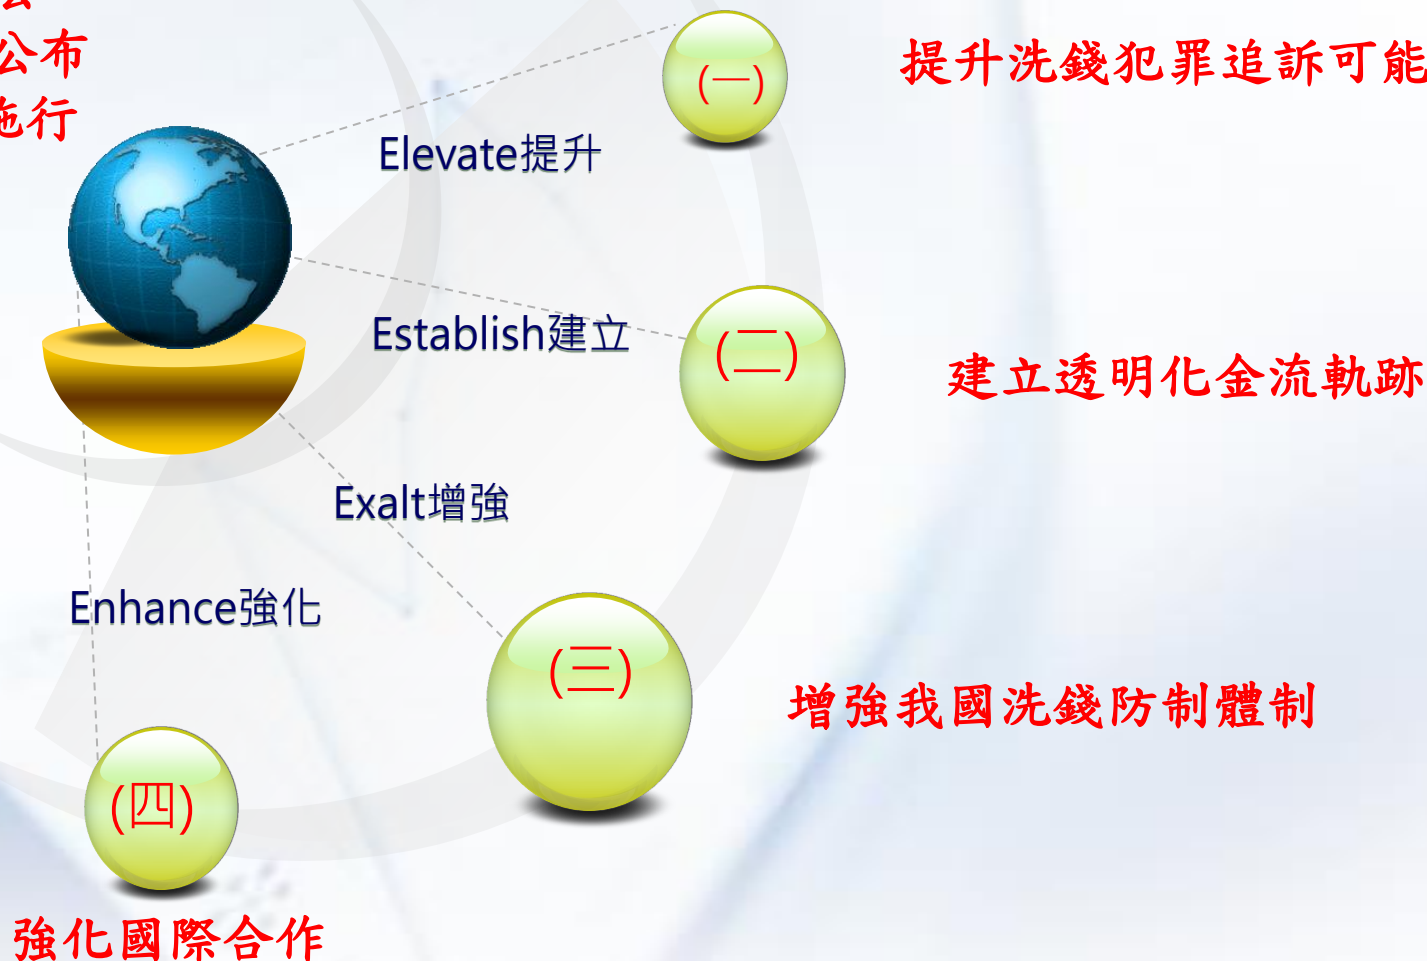 公布
施行
(一)
提升洗錢犯罪追訴可能
Elevate提升
Establish建立
(二)
建立透明化金流軌跡
Exalt增強
Enhance強化
(三)
增強我國洗錢防制體制
(四)
強化國際合作